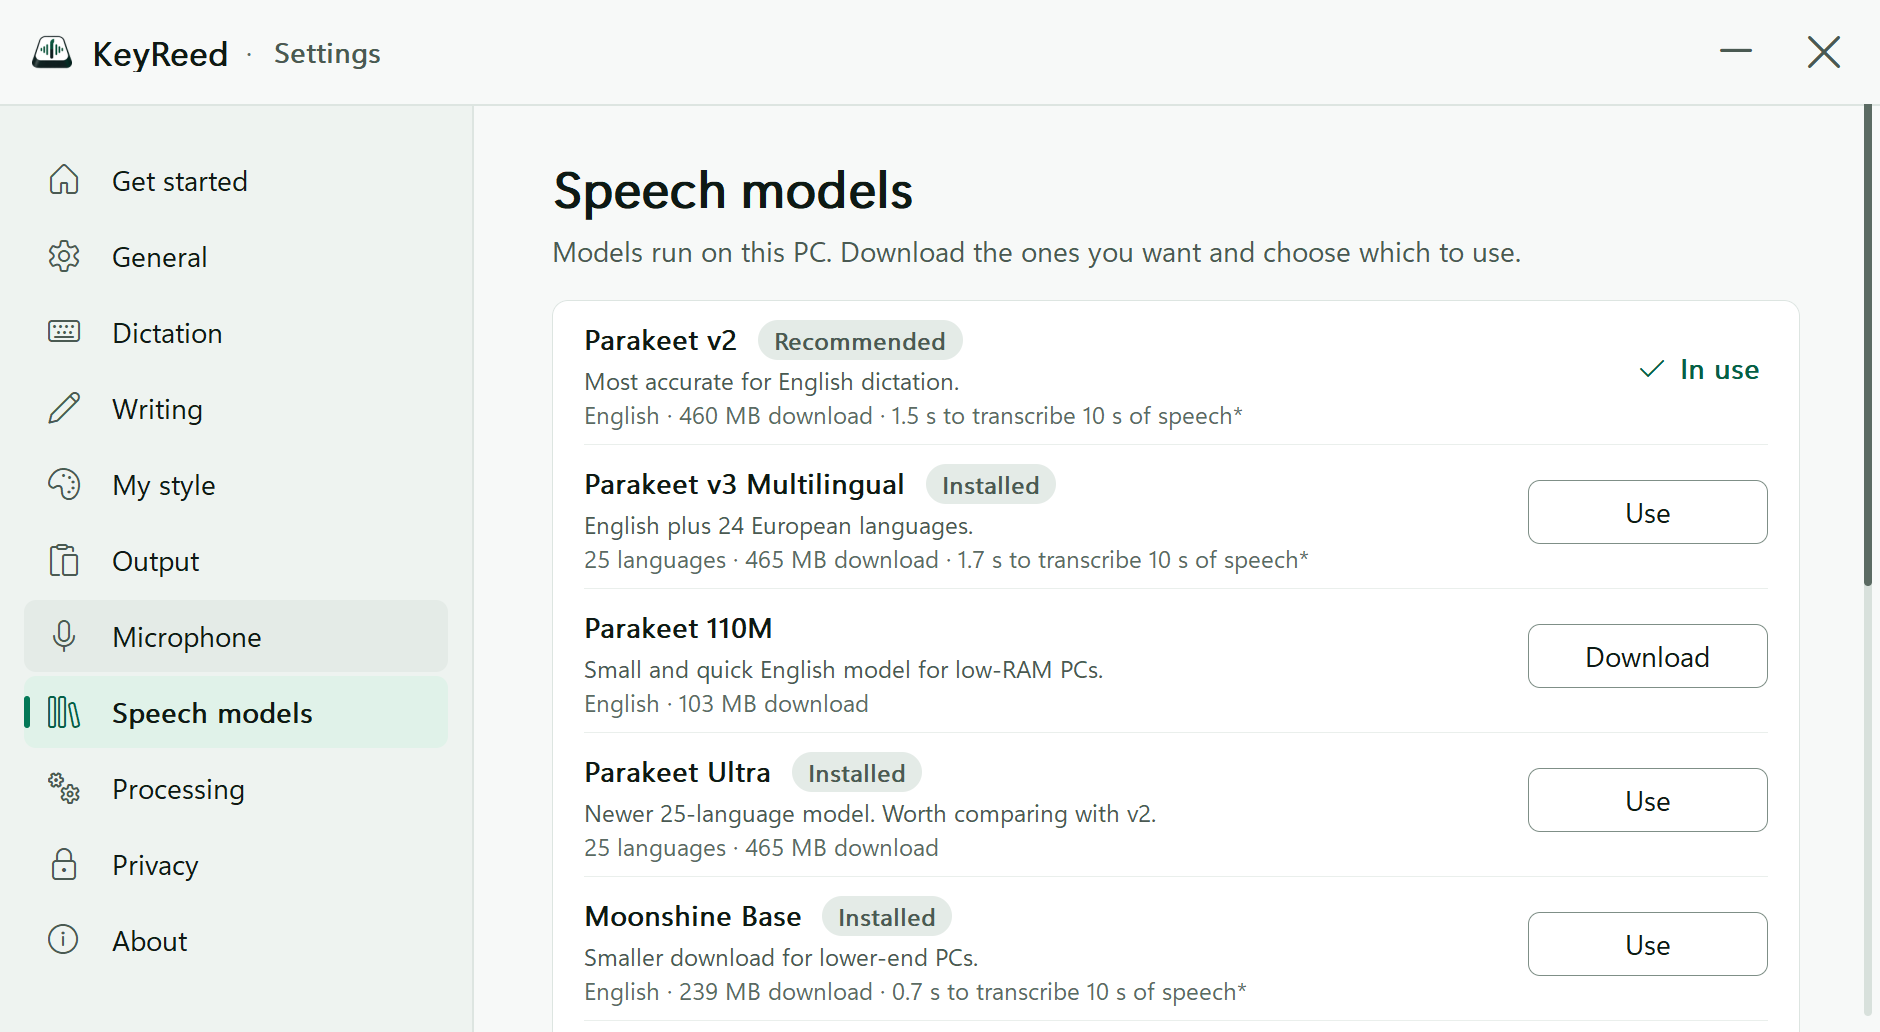 KeyReed · Settings
Get started
General
Dictation
Writing
My style
Output
Microphone
Speech models
Processing
Privacy
About
Speech models
Models run on this PC. Download the ones you want and choose which to use.
Parakeet v2 Recommended
Most accurate for English dictation.
English · 460 MB download · 1.5 s to transcribe 10 s of speech*
In use
Parakeet v3 Multilingual Installed
English plus 24 European languages.
25 languages · 465 MB download · 1.7 s to transcribe 10 s of speech*
Use
Parakeet 110M
Small and quick English model for low-RAM PCs.
English · 103 MB download
Download
Parakeet Ultra Installed
Newer 25-language model. Worth comparing with v2.
25 languages · 465 MB download
Use
Moonshine Base Installed
Smaller download for lower-end PCs.
English · 239 MB download · 0.7 s to transcribe 10 s of speech*
Use